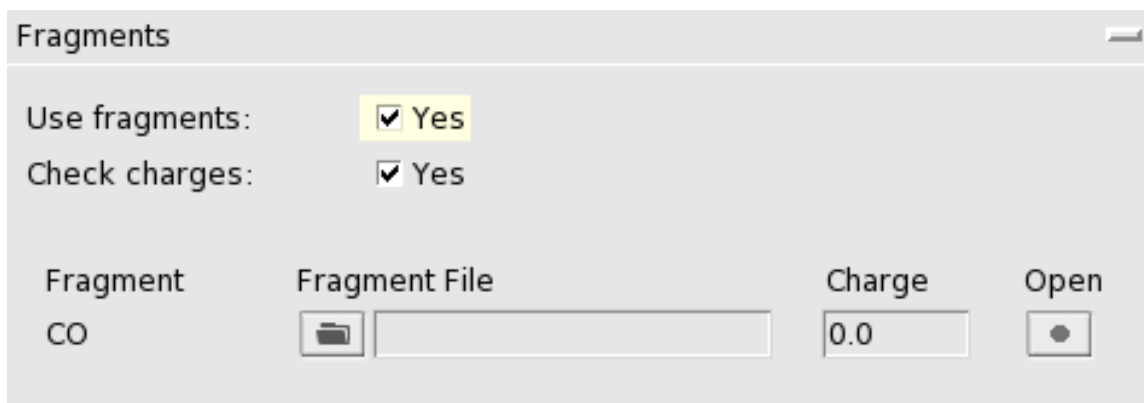 Fragments
Use fragments: Yes
Check charges: Yes
Fragment Fragment File Charge Open
CO 0.0